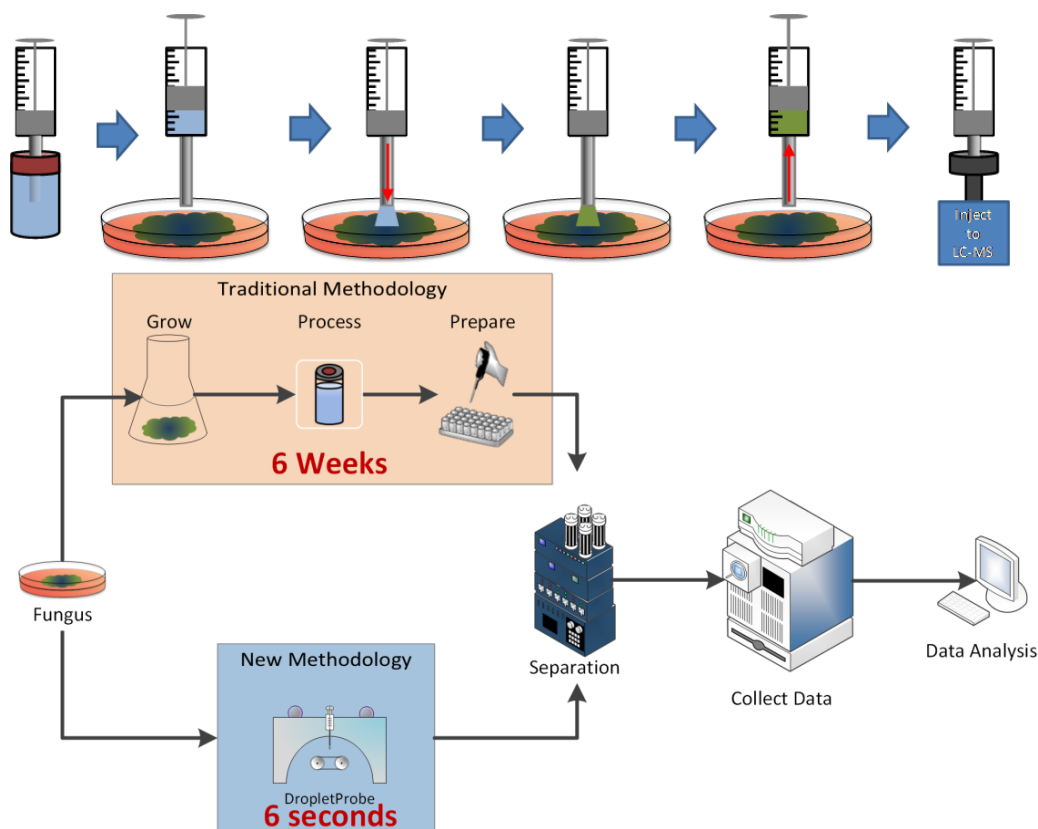 Inject
to
LC-MS
Traditional Methodology
Grow
Process
Prepare
6 Weeks
Fungus
New Methodology
DropletProbe
6 seconds
Separation
Collect Data
Data Analysis